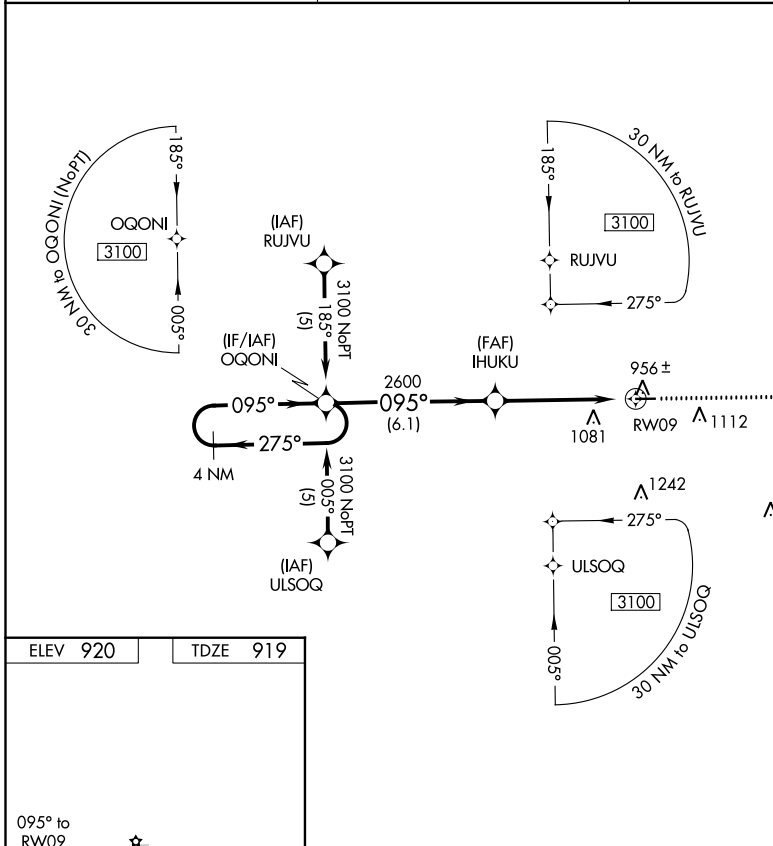 30 NM to OQONI (NoPT)
185°
OQONI
3100
005°
(IAF)
RUJVU
3100 NoPT
185°
(5)
30 NM to RUJVU
185°
3100
RUJVU
275°
(IF/IAF)
OQONI
(FAF)
IHUKU
095°
2600
095°
(6.1)
275°
4 NM
956 ±
1081
RW09
1112
3100 NoPT
005°
(5)
(IAF)
ULSOQ
1242
275°
ULSOQ
3100
005°
30 NM to ULSOQ
ELEV 920
TDZE 919
095° to
RW09